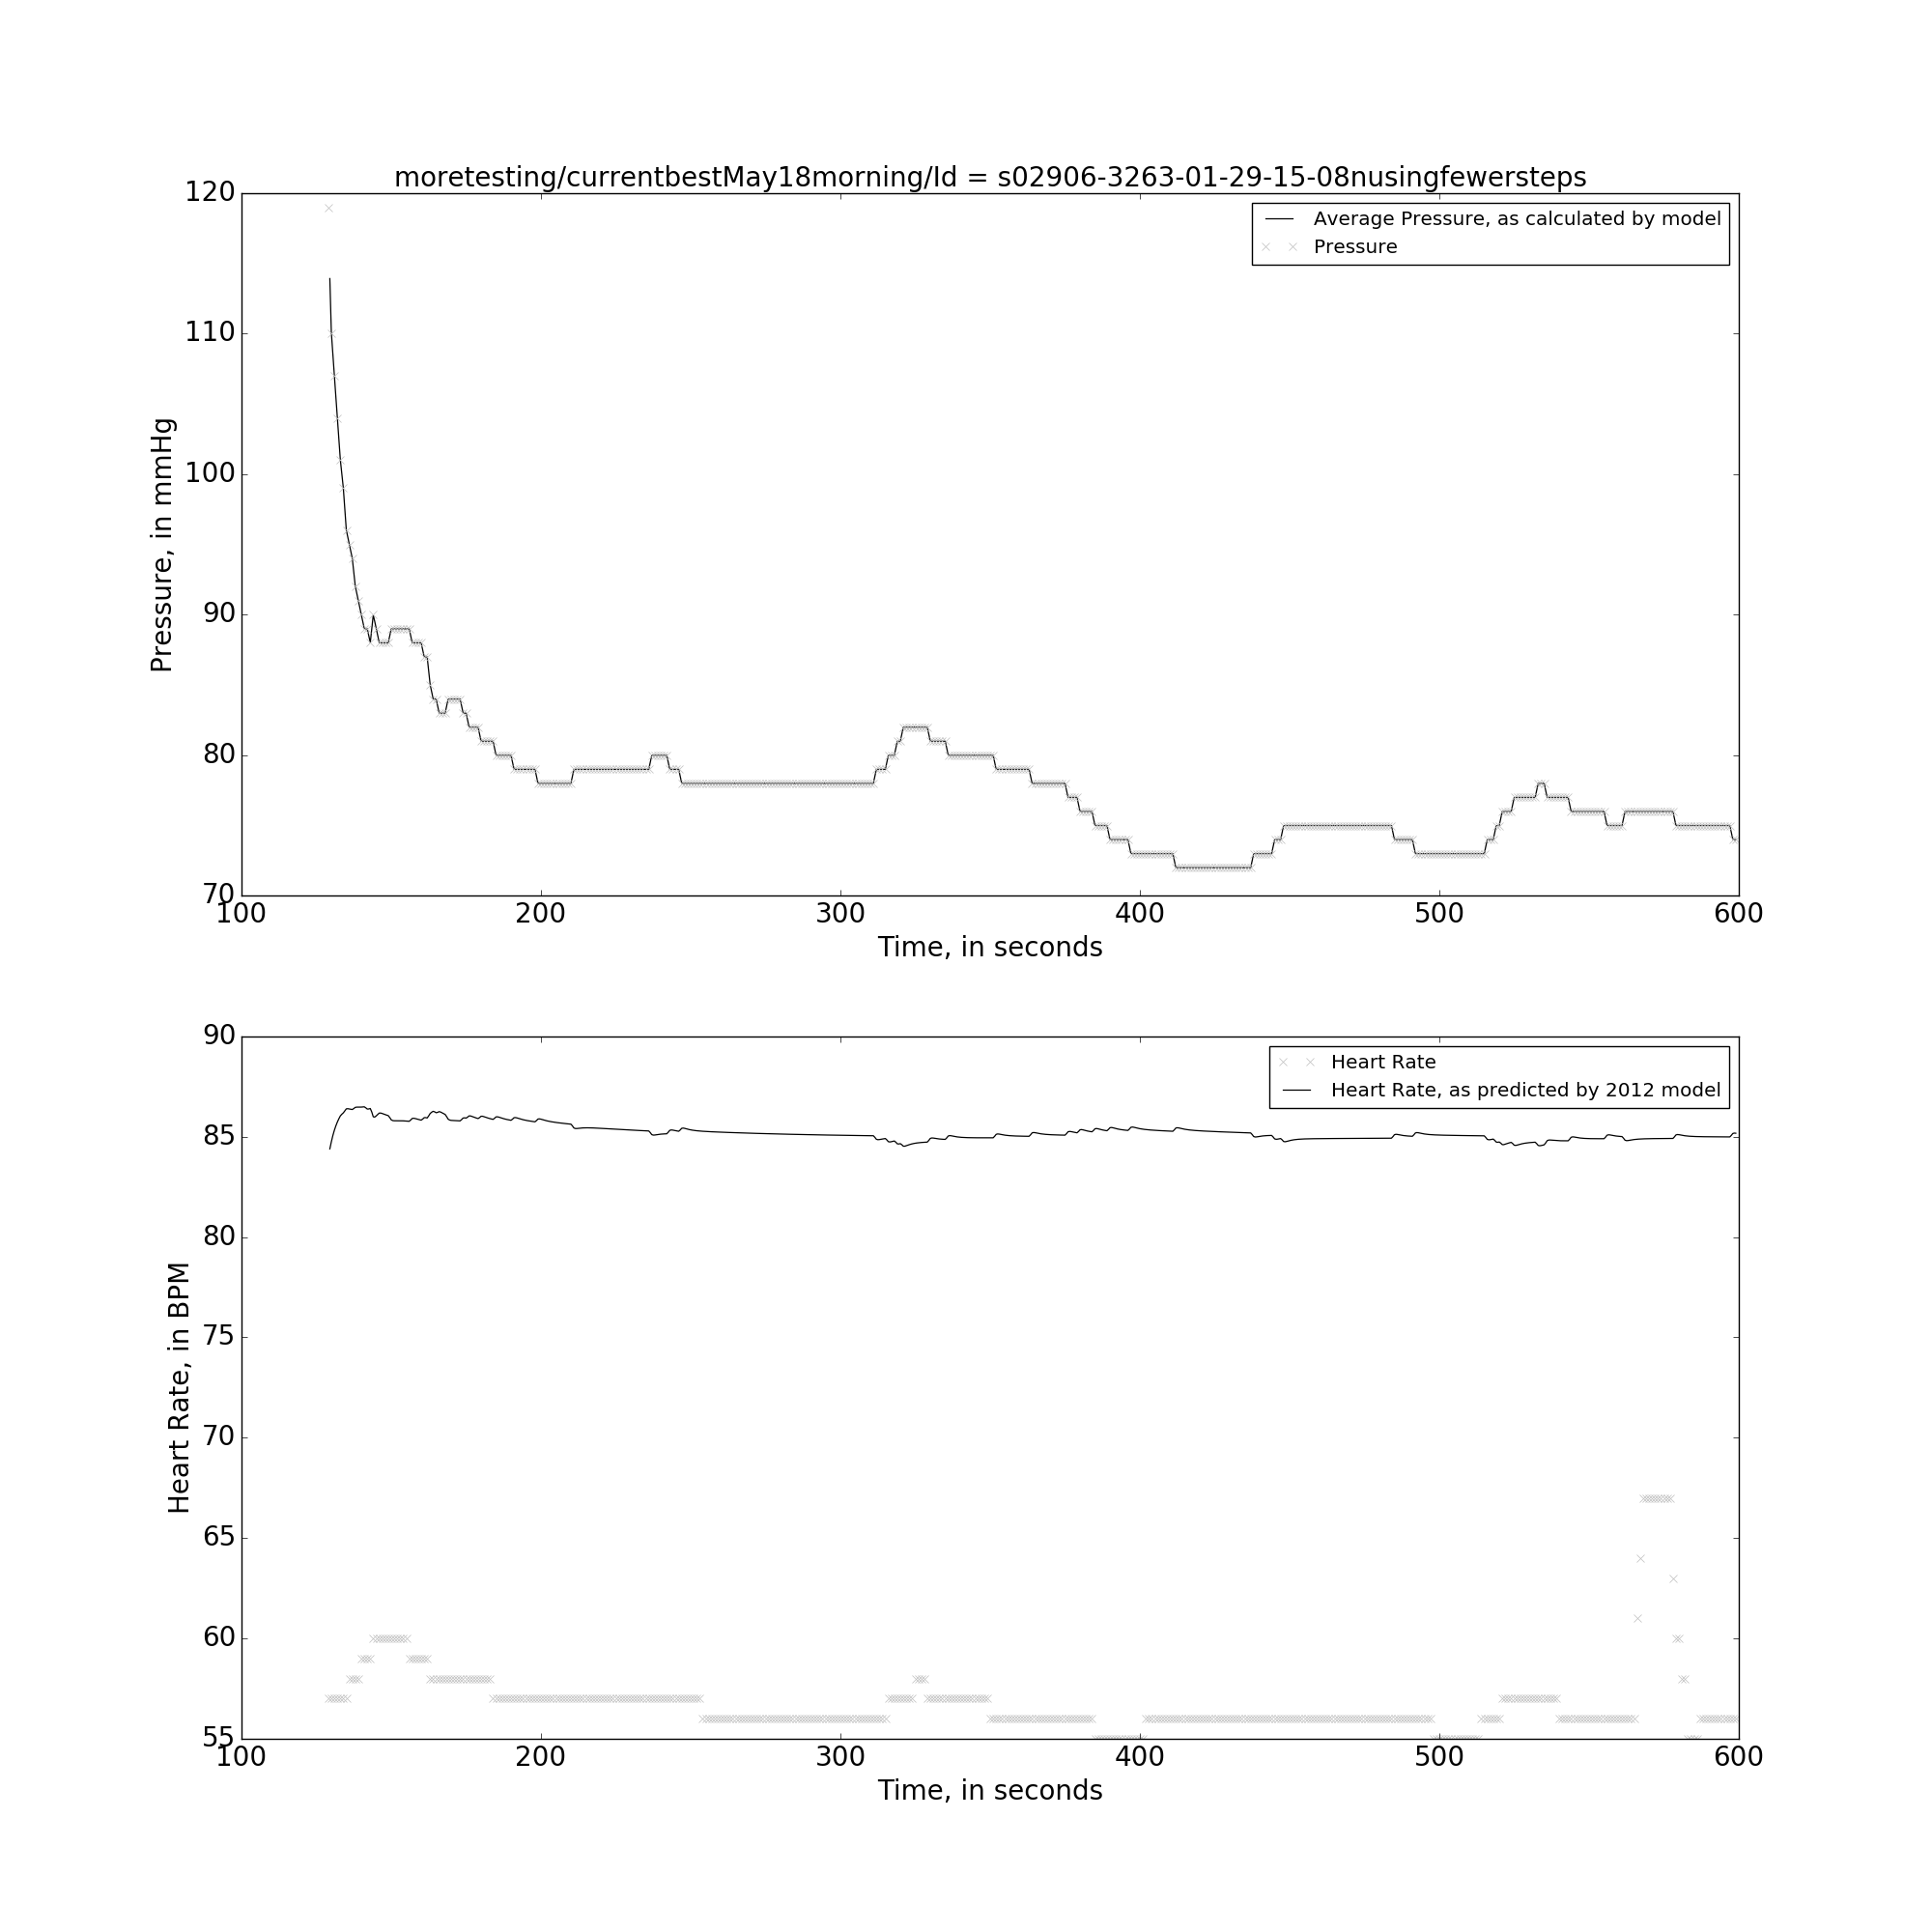 moretesting/currentbestMay18morning/Id = s02906-3263-01-29-15-08nusingfewersteps
120
110
100
90
80
70
Pressure, in mmHg
Average Pressure, as calculated by model
Pressure
100 200 300 400 500 600
Time, in seconds
90
85
80
75
70
65
60
55
Heart Rate, in BPM
Heart Rate
Heart Rate, as predicted by 2012 model
100 200 300 400 500 600
Time, in seconds